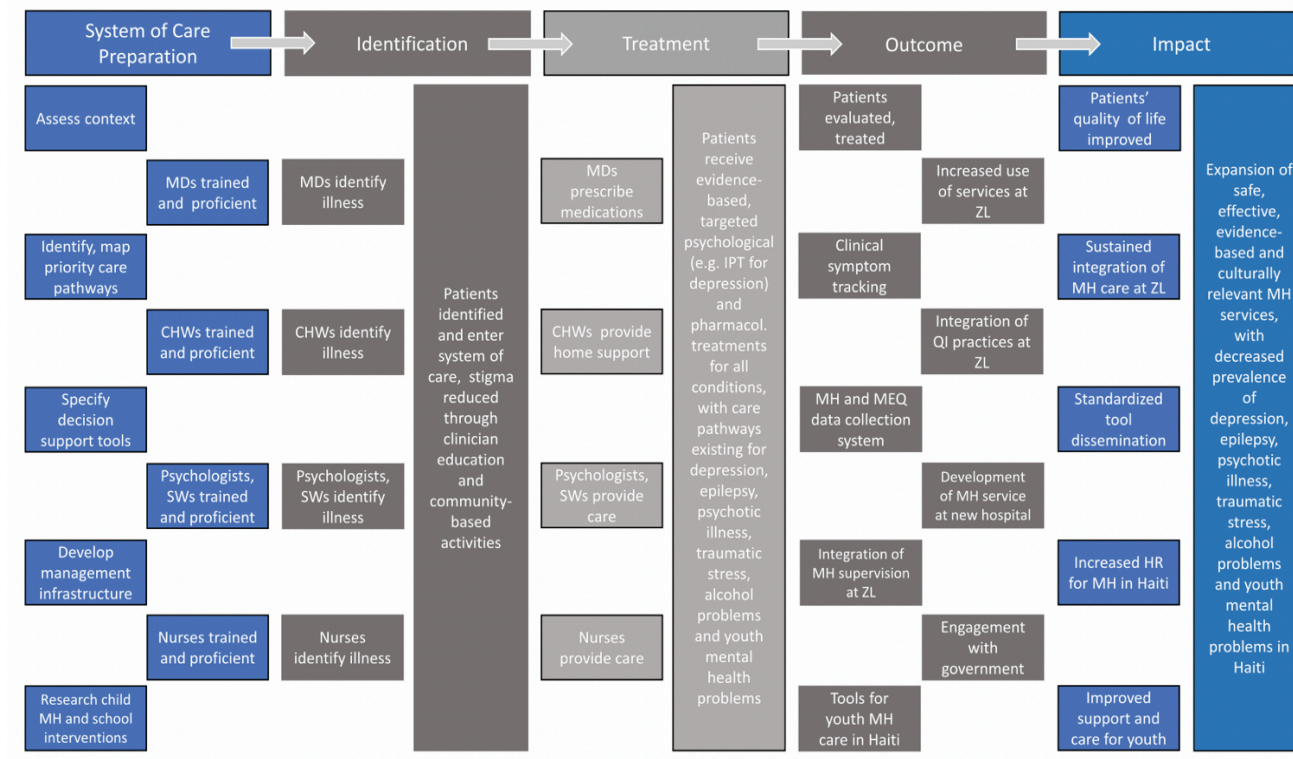 System of Care
Preparation
Identification
Treatment
Outcome
Impact
Assess context
MDs trained
and proficient
Identify, map
priority care
pathways
CHWs trained
and proficient
Specify
decision
support tools
Psychologists,
SWs trained
and proficient
Develop
management
infrastructure
Nurses trained
and proficient
Research child
MH and school
interventions
MDs identify
illness
CHWs identify
illness
Psychologists,
SWs identify
illness
Nurses
identify illness
Patients
identified
and enter
system of
care, stigma
reduced
through
clinician
education
and
community-
based
activities
MDs
prescribe
medications
CHWs provide
home support
Psychologists,
SWs provide
care
Nurses
provide care
Patients
receive
evidence-
based,
targeted
psychological
(e.g. IPT for
depression)
and
pharmacol.
treatments
for all
conditions,
with care
pathways
existing for
depression,
epilepsy,
psychotic
illness,
traumatic
stress,
alcohol
problems
and youth
mental
health
problems
Patients
evaluated,
treated
Increased use
of services at
ZL
Clinical
symptom
tracking
Integration of
QI practices at
ZL
MH and MEQ
data collection
system
Development
of MH service
at new hospital
Integration of
MH supervision
at ZL
Engagement
with
government
Tools for
youth MH
care in Haiti
Patients'
quality of life
improved
Sustained
integration of
MH care at ZL
Standardized
tool
dissemination
Increased HR
for MH in Haiti
Improved
support and
care for youth
Expansion of
safe,
effective,
evidence-
based and
culturally
relevant MH
services,
with
decreased
prevalence
of
depression,
epilepsy,
psychotic
illness,
traumatic
stress,
alcohol
problems
and youth
mental
health
problems in
Haiti